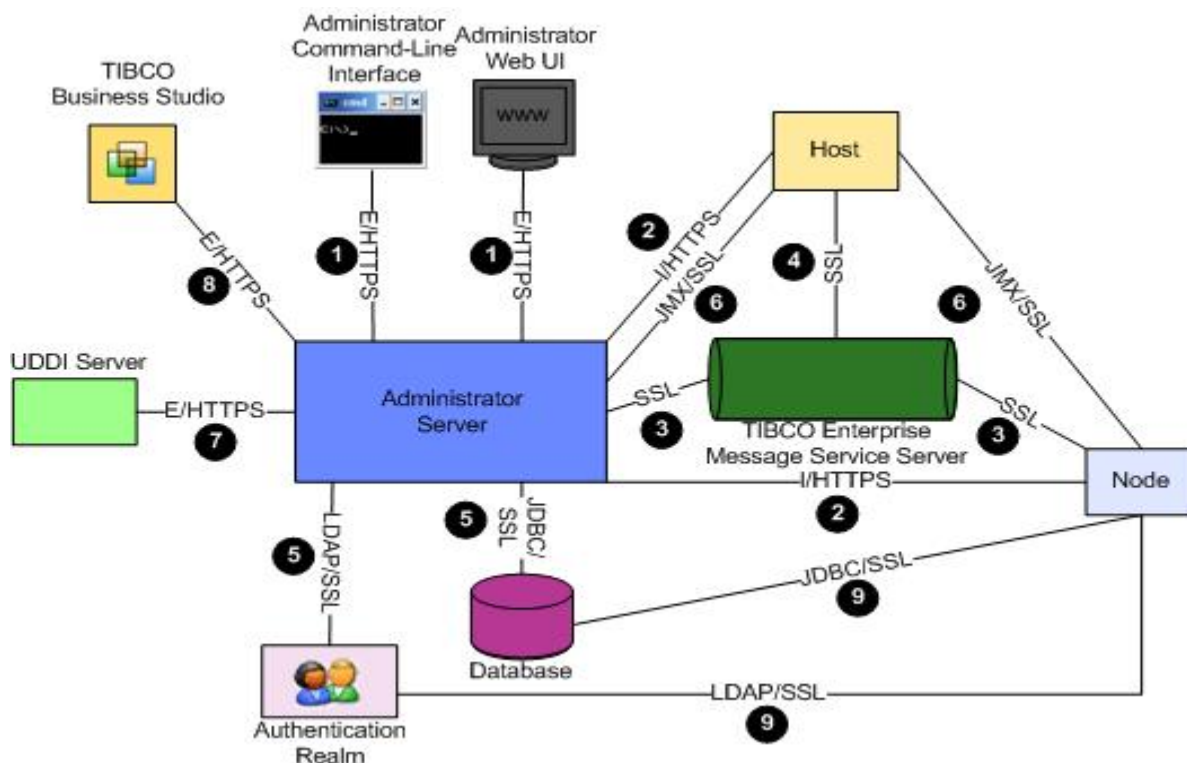 Administrator
Command-Line
Interface
Administrator
Web UI
TIBCO
Business Studio
cmd
C:\>_
WWW
Host
E/HTTPS
8
E/HTTPS
1
E/HTTPS
1
I/HTTPS
2
JMX/SSL
6
SSL
4
JMX/SSL
6
UDDI Server
E/HTTPS
7
Administrator
Server
SSL
3
TIBCO Enterprise
Message Service Server
SSL
3
I/HTTPS
2
Node
LDAP/SSL
5
JDBC/
SSL
5
JDBC/SSL
9
Database
LDAP/SSL
9
Authentication
Realm